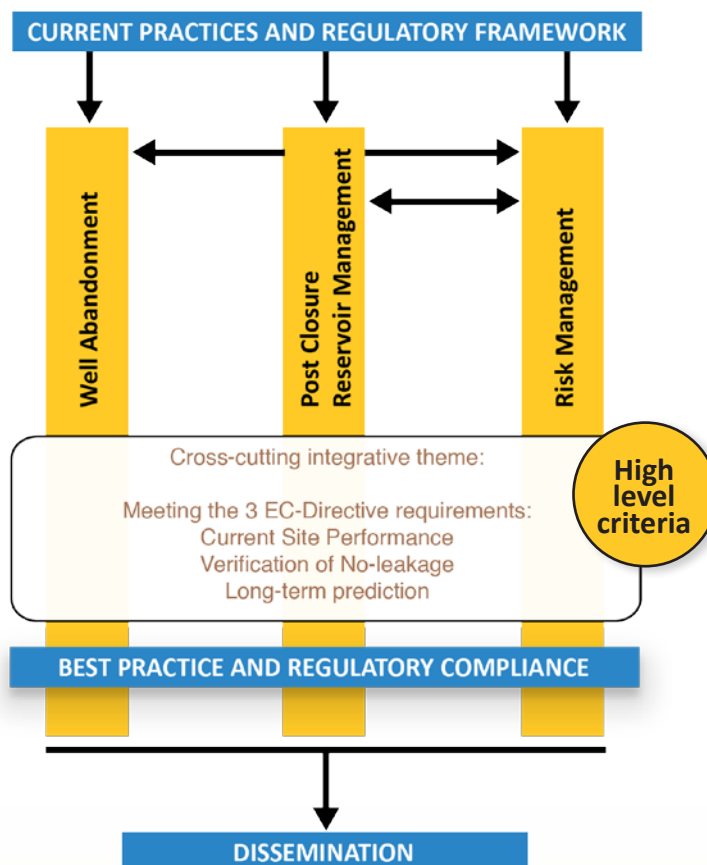 CURRENT PRACTICES AND REGULATORY FRAMEWORK
Well Abandonment
Post Closure
Reservoir Management
Risk Management
Cross-cutting integrative theme:
Meeting the 3 EC-Directive requirements:
Current Site Performance
Verification of No-leakage
Long-term prediction
High
level
criteria
BEST PRACTICE AND REGULATORY COMPLIANCE
DISSEMINATION